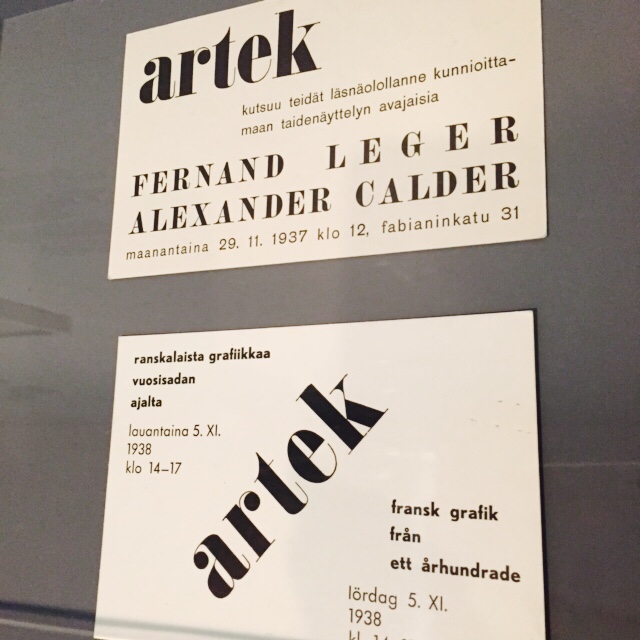 artek
kutsuu teidät läsnäolollanne kunnioitta-
maan taidenäyttelyn avajaisia
FERNAND LEGER
ALEXANDER CALDER
maanantaina 29. 11. 1937 klo 12, fabianinkatu 31
ranskalaista grafiikkaa
vuosisadan
ajalta
lauantaina 5. XI.
1938
klo 14–17
artek
fransk grafik
från
ett århundrade
lördag 5. XI.
1938